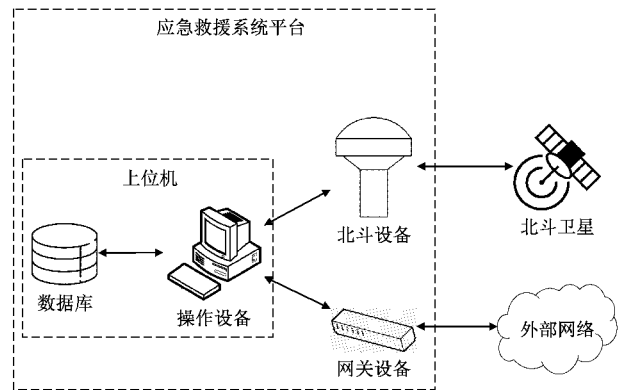 应急救援系统平台
上位机
北斗设备
北斗卫星
数据库
操作设备
外部网络
网关设备